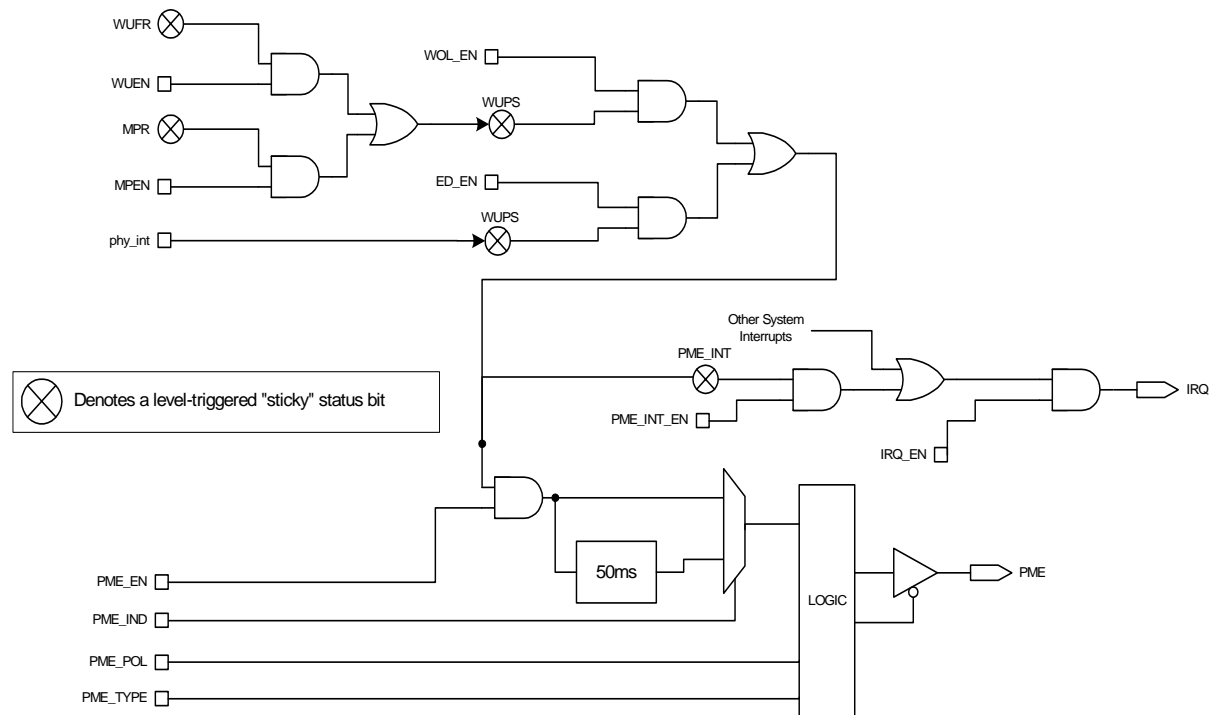 WUFR
WUEN
MPR
MPEN
phy_int
WOL_EN
WUPS
ED_EN
WUPS
Other System
Interrupts
PME_INT
PME_INT_EN
IRQ
IRQ_EN
Denotes a level-triggered "sticky" status bit
50ms
LOGIC
PME
PME_EN
PME_IND
PME_POL
PME_TYPE